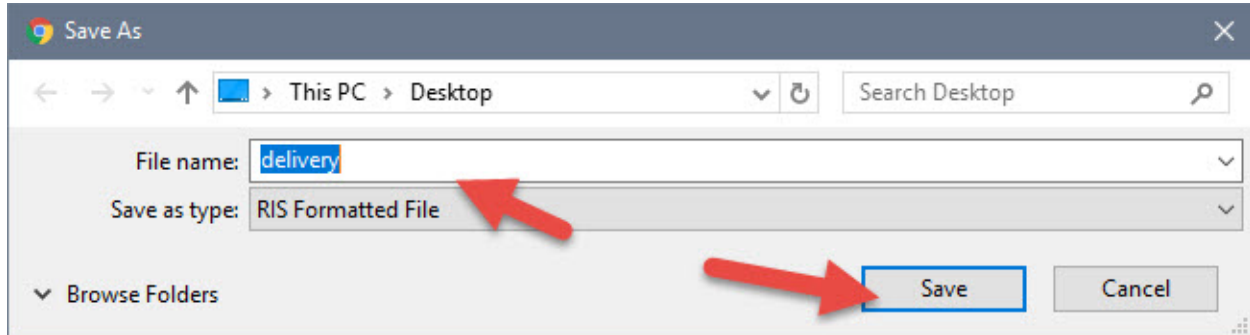 Save As
This PC > Desktop
Search Desktop
File name: delivery
Save as type: RIS Formatted File
Browse Folders
Save
Cancel